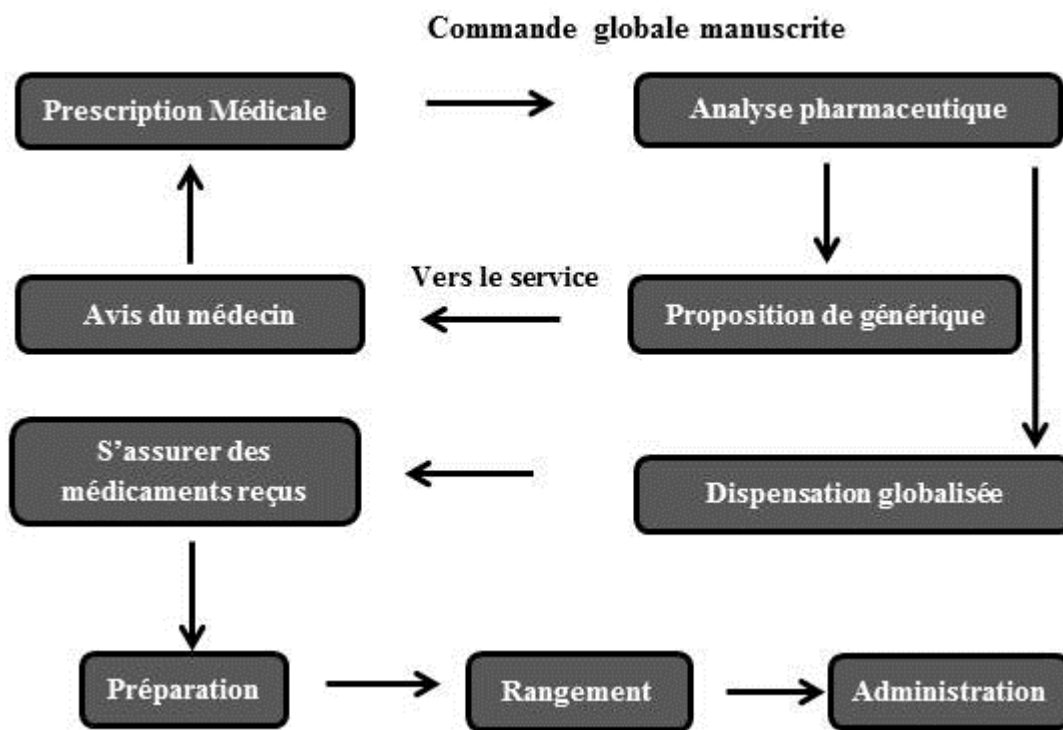 Commande globale manuscrite
Prescription Médicale
Analyse pharmaceutique
Vers le service
Avis du médecin
Proposition de générique
S'assurer des
médicaments reçus
Dispensation globalisée
Préparation
Rangement
Administration